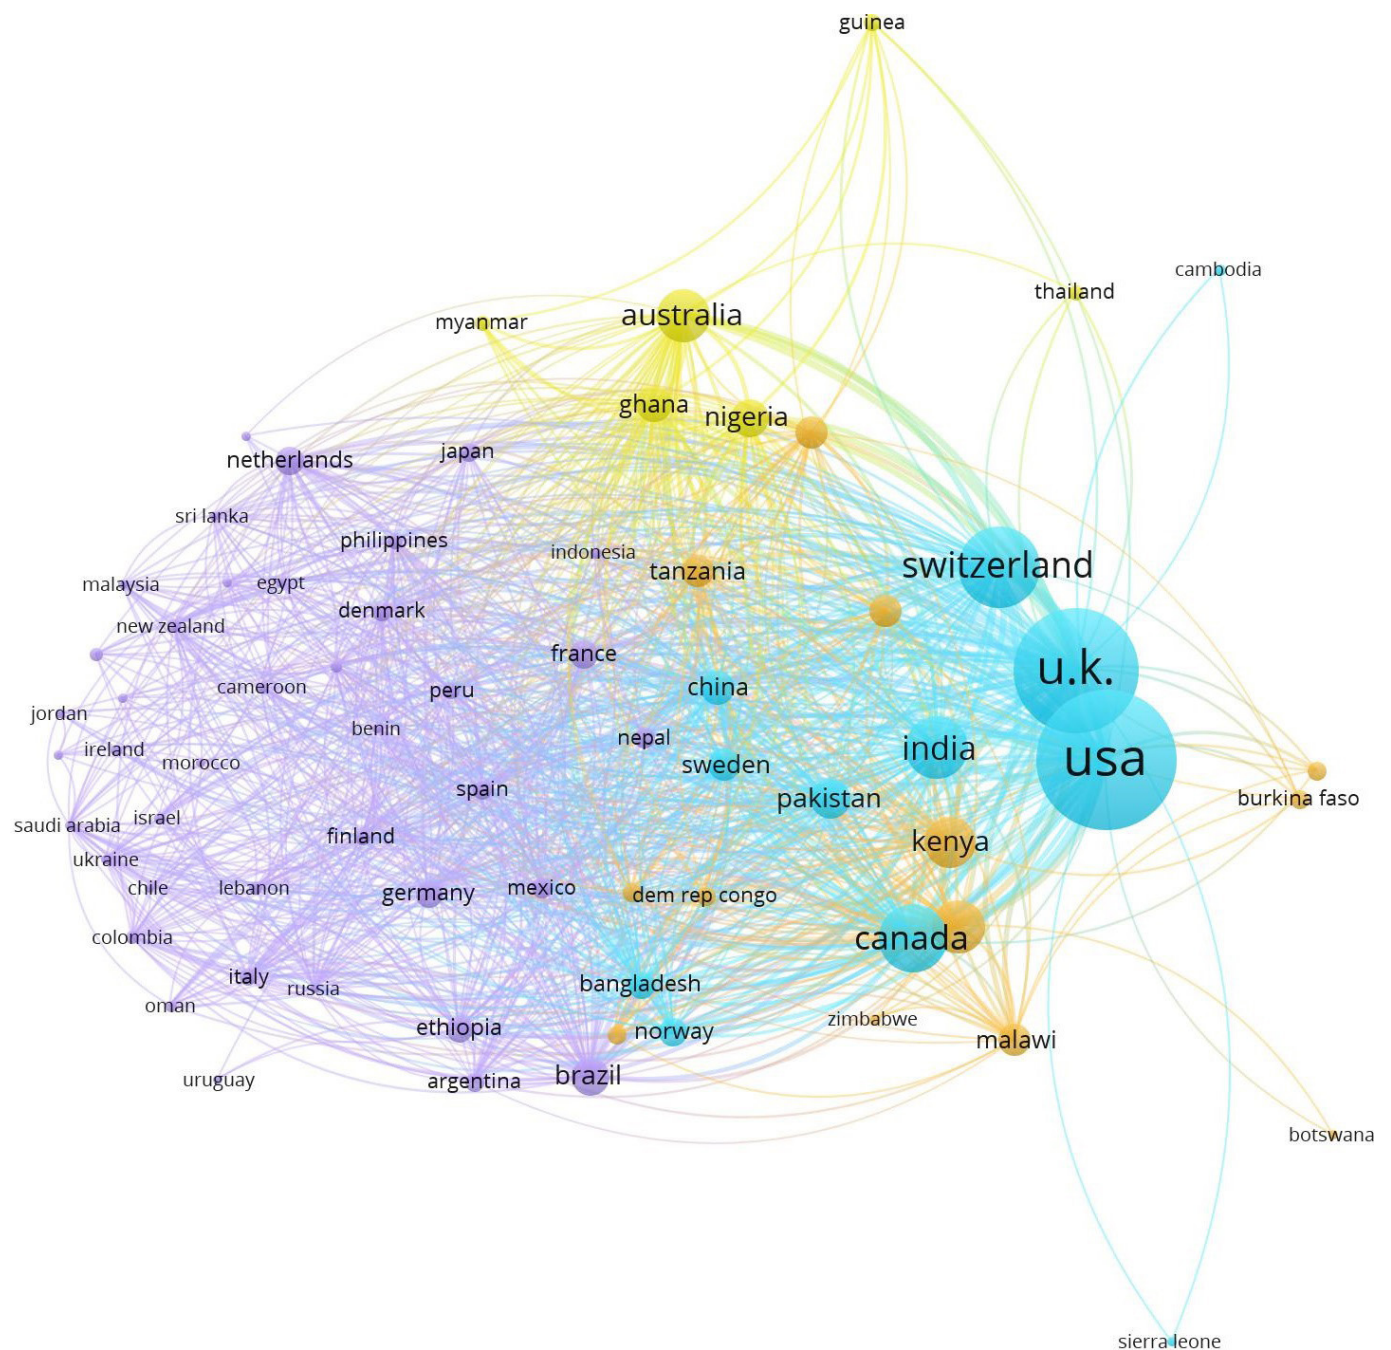 guinea
cambodia
thailand
australia
myanmar
ghana
nigeria
japan
netherlands
sri lanka
philippines
indonesia
switzerland
tanzania
malaysia
egypt
denmark
new zealand
france
u.k.
cameroon
peru
china
jordan
benin
nepal
ireland
india
usa
morocco
sweden
spain
pakistan
burkina faso
israel
saudi arabia
finland
kenya
ukraine
chile
lebanon
germany
mexico
dem rep congo
colombia
canada
italy
russia
bangladesh
oman
zimbabwe
ethiopia
norway
malawi
brazil
uruguay
argentina
botswana
sierra leone